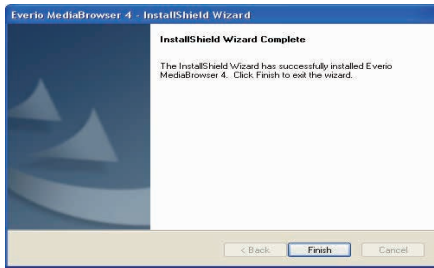 Everio MediaBrowser 4 - InstallShield Wizard
InstallShield Wizard Complete
The InstallShield Wizard has successfully installed Everio
MediaBrowser 4. Click Finish to exit the wizard.
< Back
Finish
Cancel